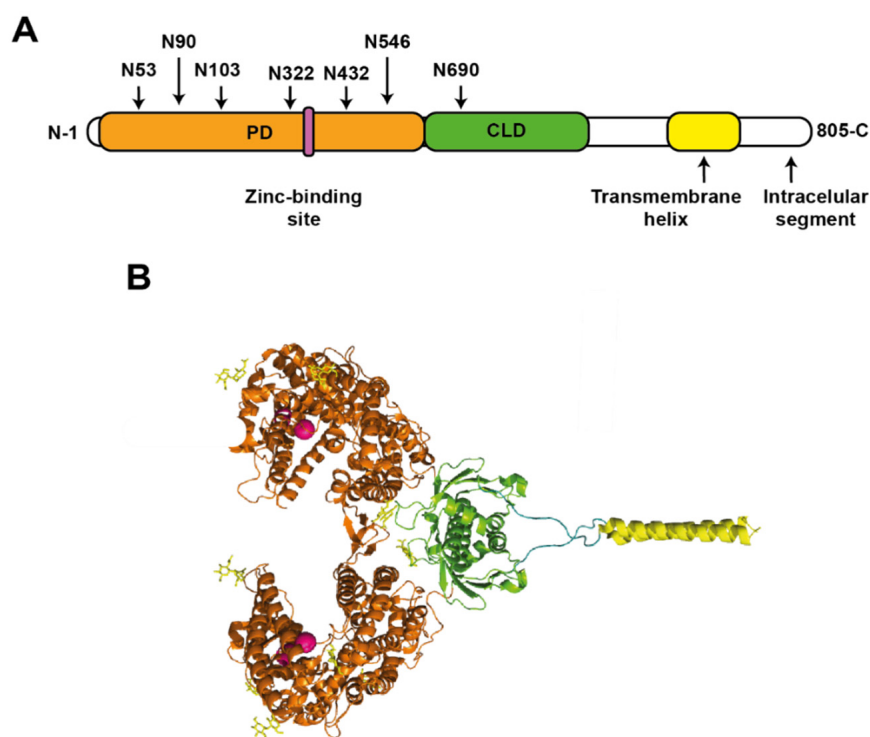 A
N90
N546
N53
N103
N322
N432
N690
N-1
PD
CLD
805-C
Zinc-binding
site
Transmembrane
helix
Intracelular
segment
B